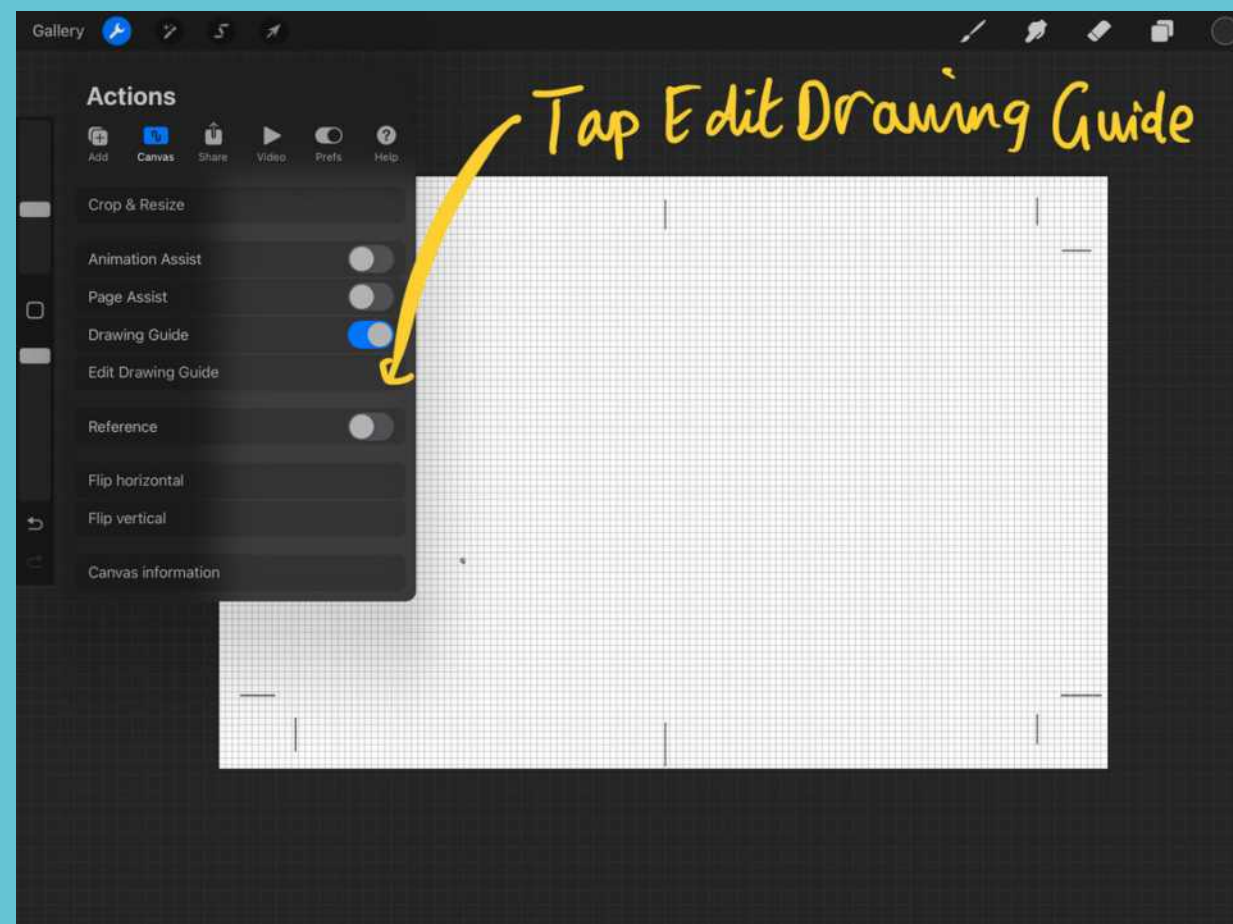 Gallery
Tap Edit Drawing Guide
Actions
Add Canvas Share Video Prefs Help
Crop & Resize
Animation Assist
Page Assist
Drawing Guide
Edit Drawing Guide
Reference
Flip horizontal
Flip vertical
Canvas information